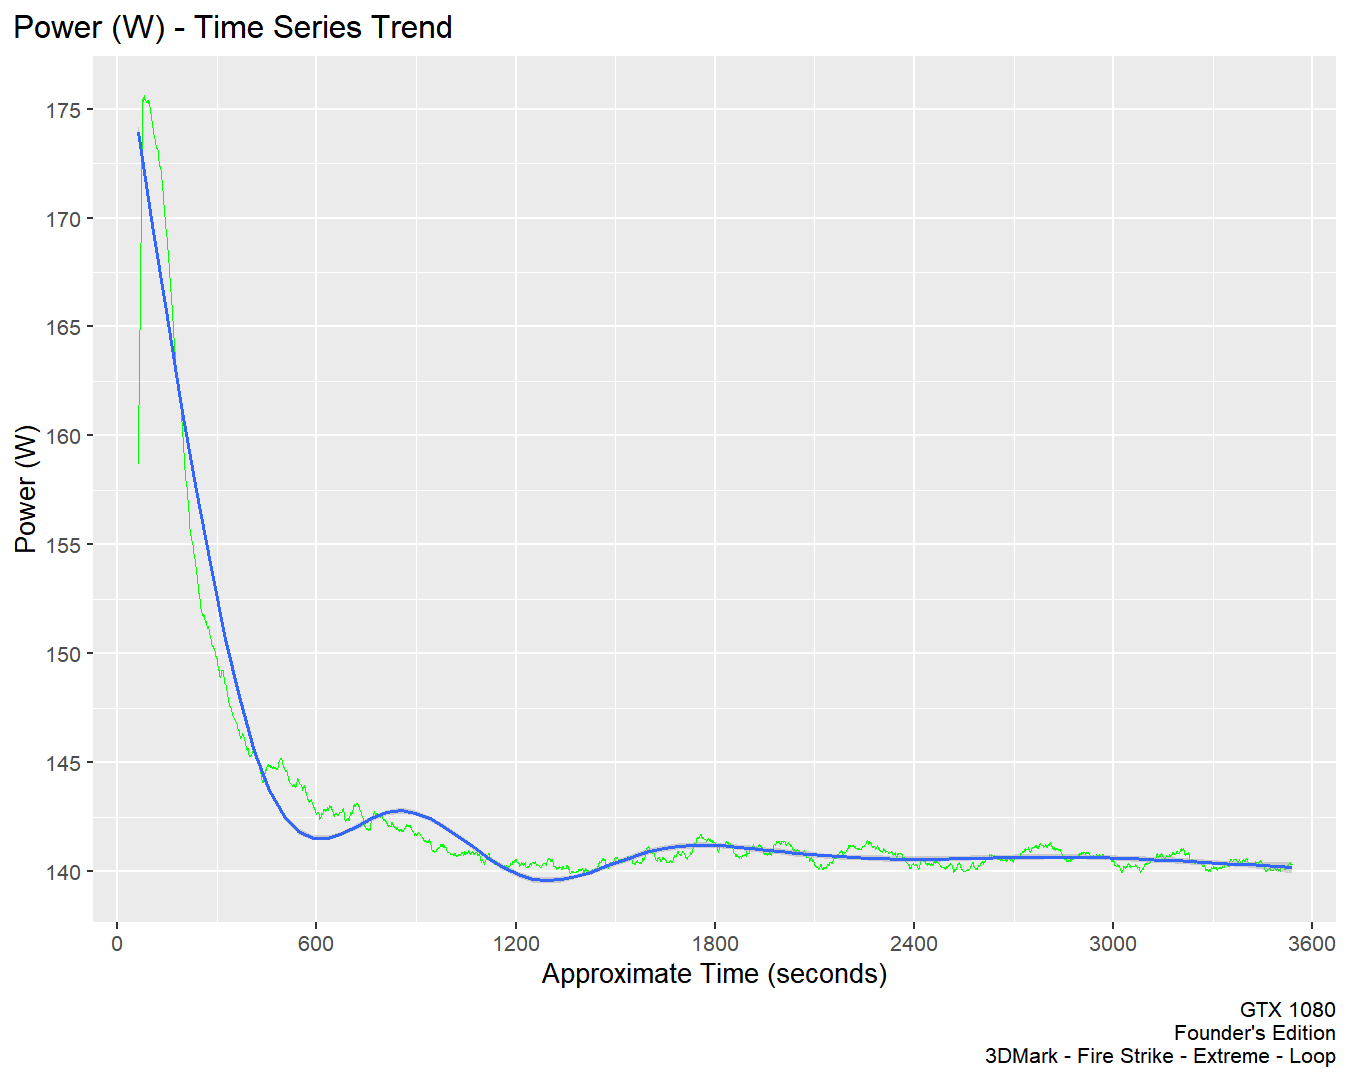 Power (W) - Time Series Trend
Power (W)
175
170
165
160
155
150
145
140
0 600 1200 1800 2400 3000 3600
Approximate Time (seconds)
GTX 1080
Founder's Edition
3DMark - Fire Strike - Extreme - Loop